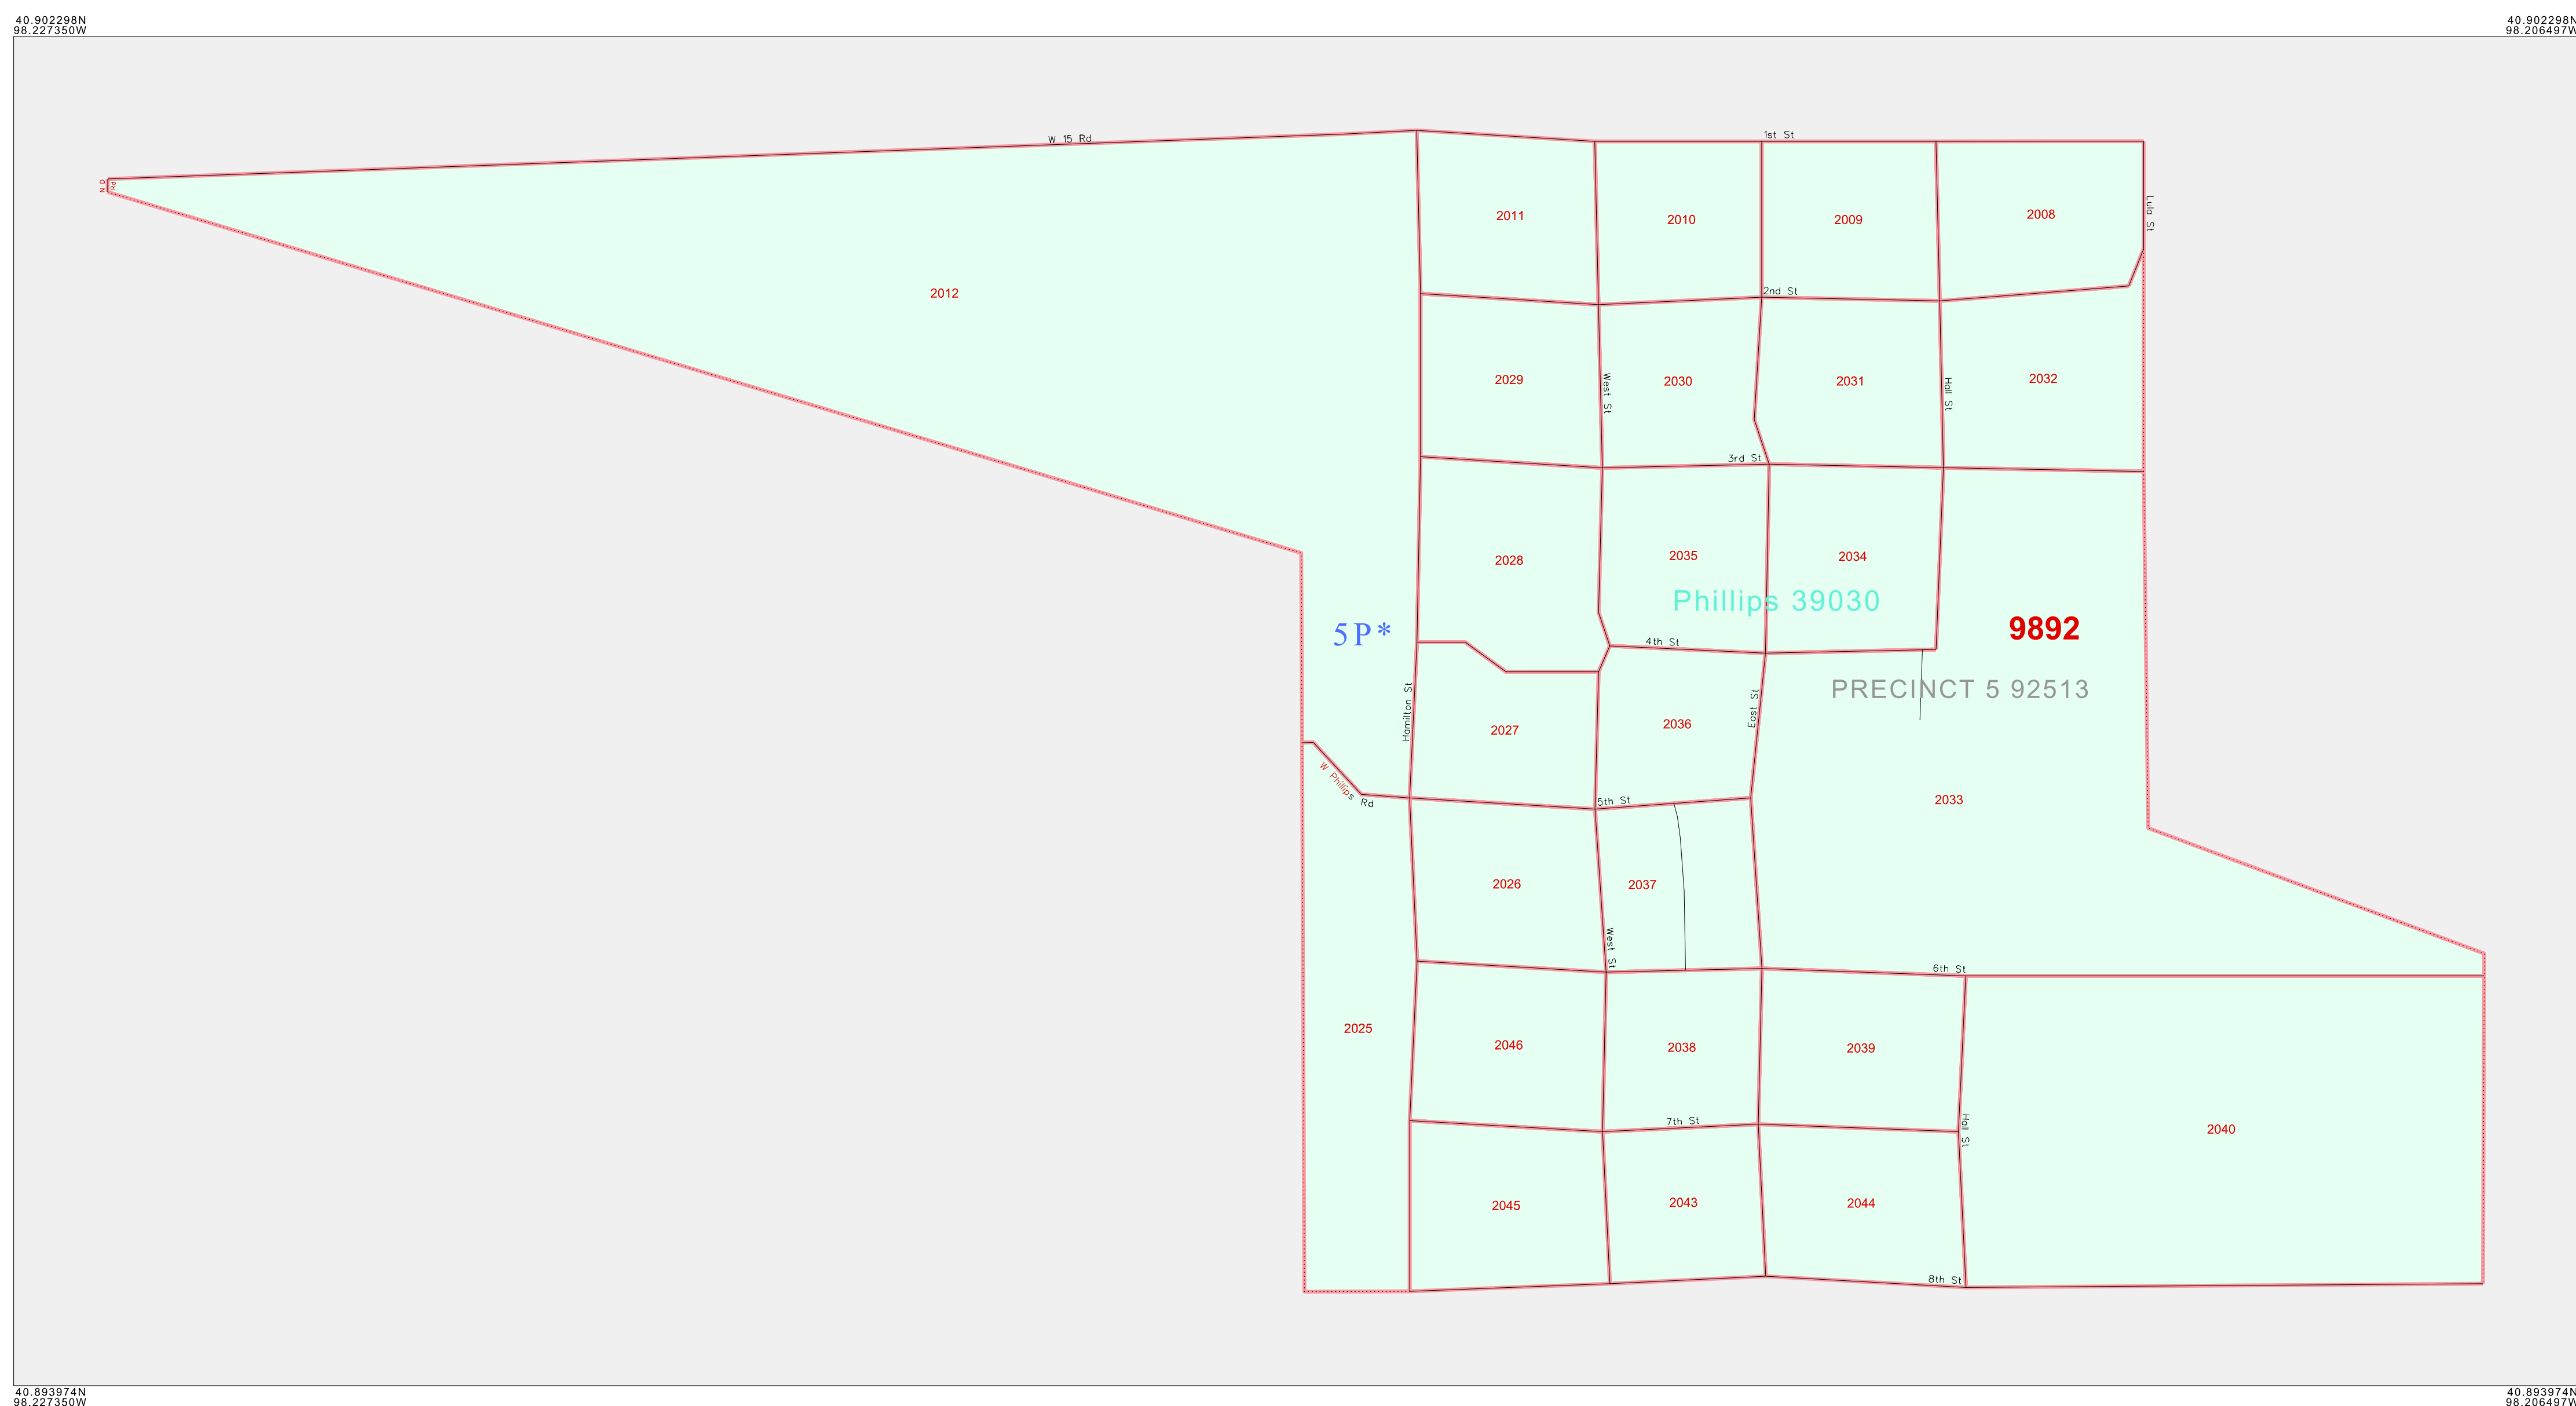 40.902298N
98.227350W
40.902298N
98.206497W
1st St
W 15 Rd
N D Rd
Lula St
2011
2010
2009
2008
2nd St
2012
2029
2030
2031
2032
West St
Hall St
3rd St
2028
2035
2034
Phillips 39030
9892
5P*
4th St
PRECINCT 5 92513
Hamilton St
East St
2027
2036
W Phillips Rd
5th St
2033
2026
2037
West St
6th St
2025
2046
2038
2039
7th St
Hall St
2040
2045
2043
2044
8th St
40.893974N
98.227350W
40.893974N
98.206497W